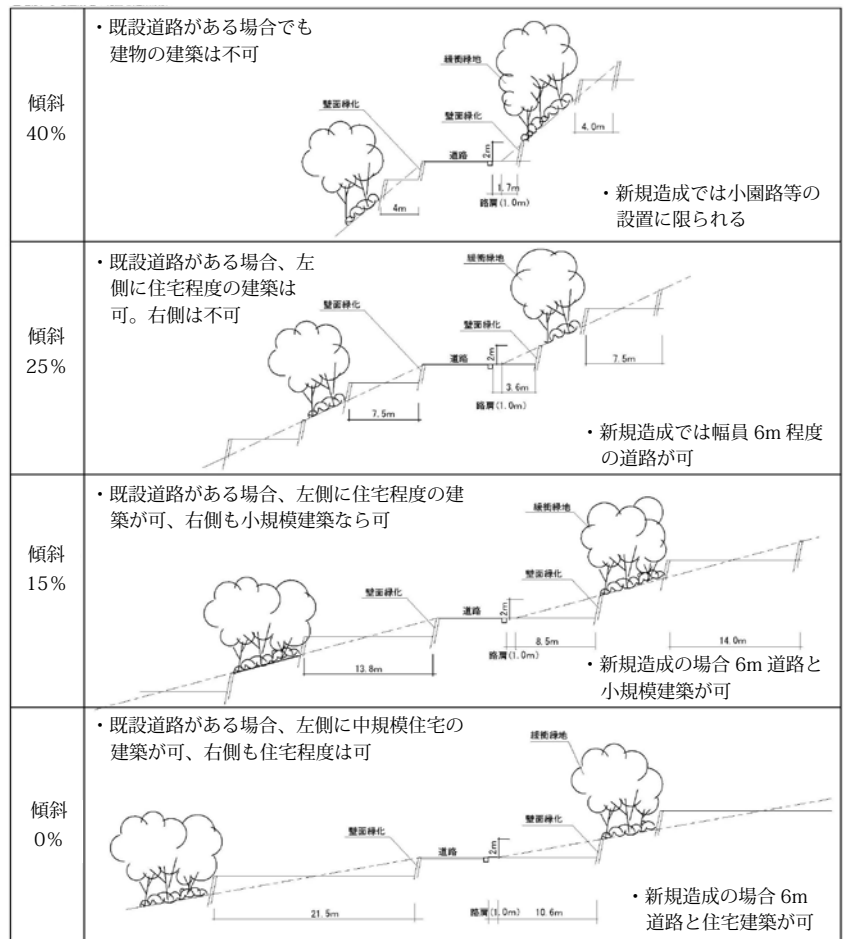 ・既設道路がある場合でも
建物の建築は不可
緩衝緑地
壁面緑化
壁面緑化
傾斜
40%
道路
2m
4.0m
1.7m
路肩(1.0m)
4m
・新規造成では小園路等の
設置に限られる
・既設道路がある場合、左
側に住宅程度の建築は
可。右側は不可
緩衝緑地
壁面緑化
壁面緑化
傾斜
25%
道路
2m
7.5m
3.6m
路肩(1.0m)
7.5m
・新規造成では幅員 6m 程度
の道路が可
・既設道路がある場合、左側に住宅程度の建
築が可、右側も小規模建築なら可
緩衝緑地
壁面緑化
壁面緑化
傾斜
15%
道路
2m
8.5m
14.0m
路肩(1.0m)
13.8m
・新規造成の場合 6m 道路と
小規模建築が可
・既設道路がある場合、左側に中規模住宅の
建築が可、右側も住宅程度は可
緩衝緑地
壁面緑化
壁面緑化
傾斜
0%
道路
2m
21.5m
路肩(1.0m)
10.6m
・新規造成の場合 6m
道路と住宅建築が可